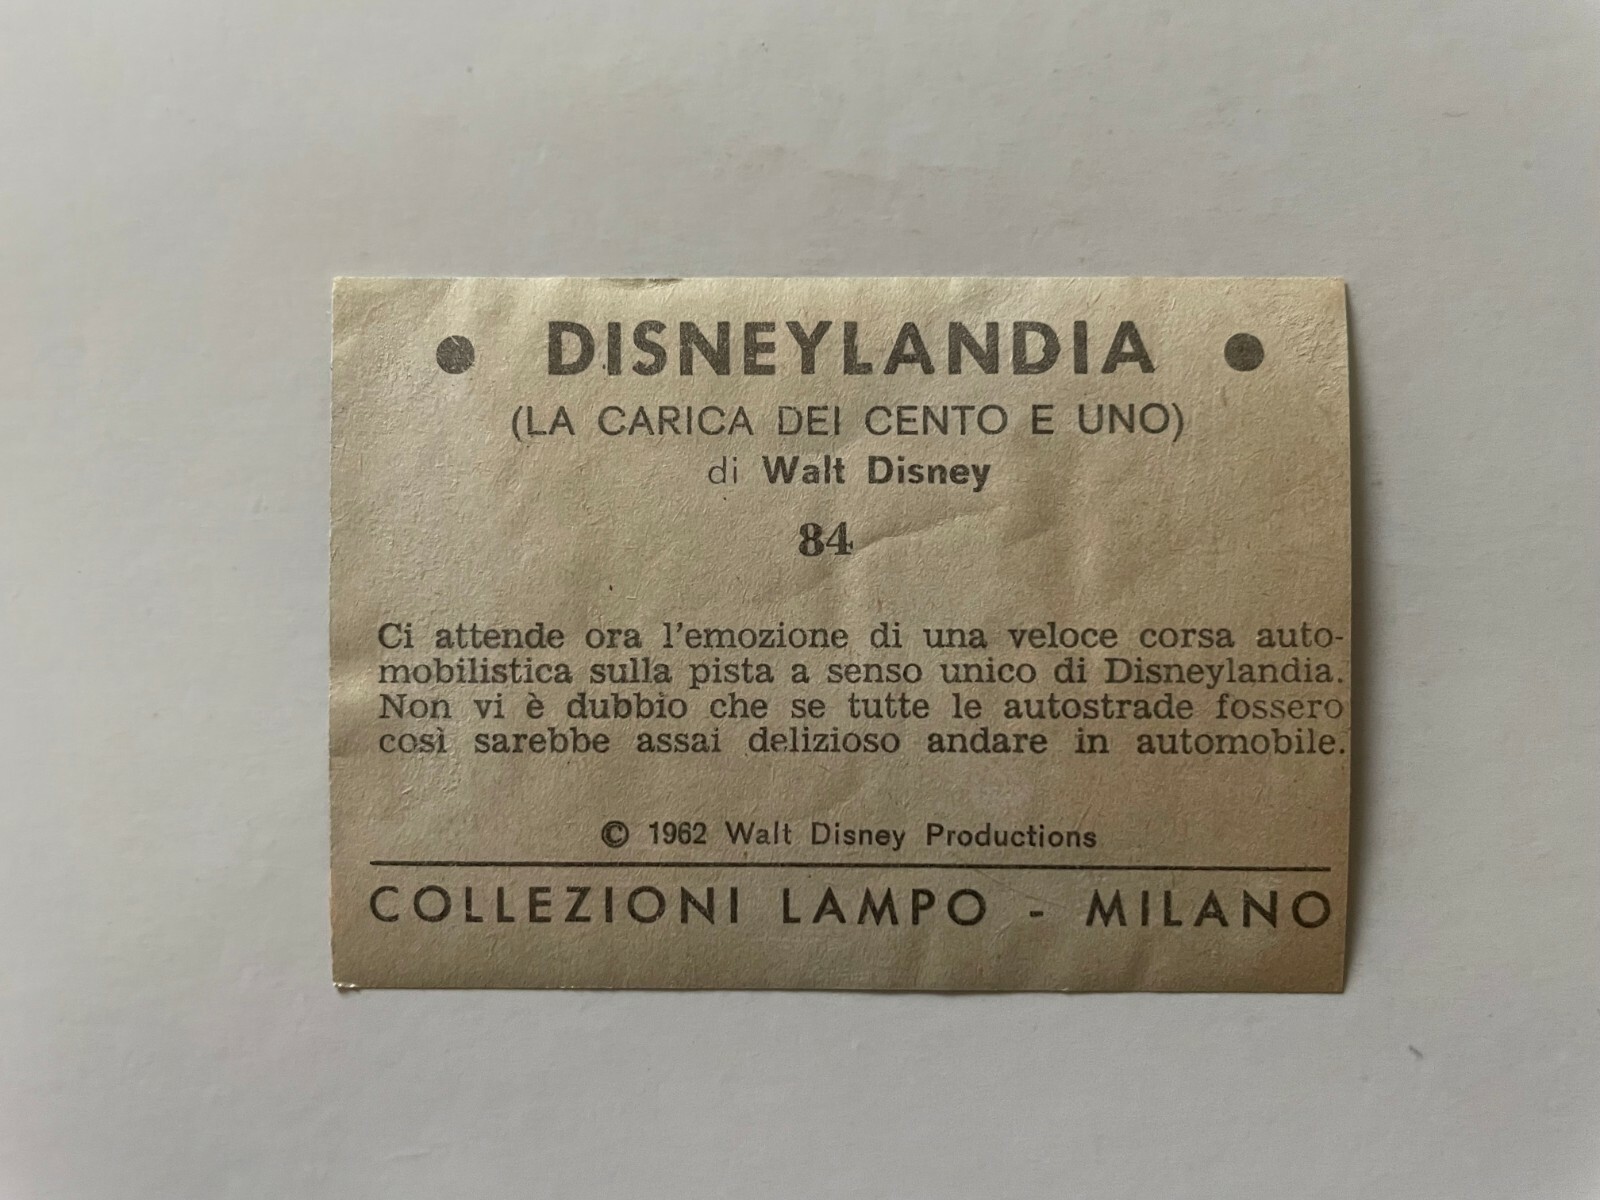 ● DISNEYLANDIA ●
(LA CARICA DEI CENTO E UNO)
di Walt Disney
84
Ci attende ora l'emozione di una veloce corsa auto-
mobilistica sulla pista a senso unico di Disneylandia.
Non vi è dubbio che se tutte le autostrade fossero
così sarebbe assai delizioso andare in automobile.
© 1962 Walt Disney Productions
COLLEZIONI LAMPO - MILANO